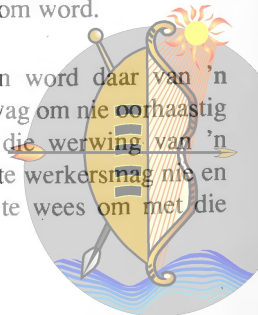 om word.
n word daar van 'n
vag om nie oorhaastig
die werwing van 'n
te werkersmag nie en
te wees om met die